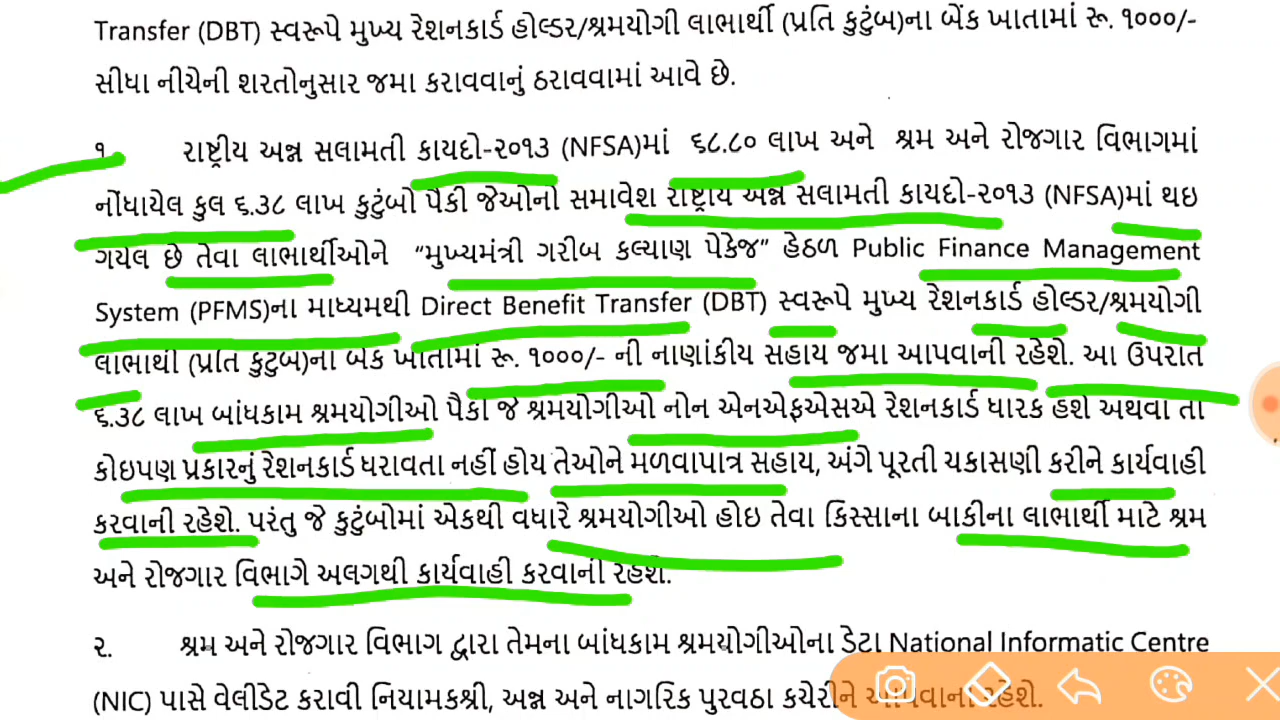 Transfer (DBT) સ્વરૂપે મુખ્ય રેશનકાર્ડ હોલ્ડર/શ્રમયોગી લાભાર્થી (પ્રતિ કુટુંબ)ના બેંક ખાતામાં રૂ. ૧૦૦૦/-
સીધા નીચેની શરતોનુસાર જમા કરાવવાનું ઠરાવવામાં આવે છે.
૧. રાષ્ટ્રીય અન્ન સલામતી કાયદો-૨૦૧૩ (NFSA)માં ૬૮.૮૦ લાખ અને શ્રમ અને રોજગાર વિભાગમાં
નોંધાયેલ કુલ ૬.૩૮ લાખ કુટુંબો પૈકી જેઓનો સમાવેશ રાષ્ટ્રીય અન્ન સલામતી કાયદો-૨૦૧૩ (NFSA)માં થઇ
ગયેલ છે તેવા લાભાર્થીઓને “મુખ્યમંત્રી ગરીબ કલ્યાણ પેકેજ” હેઠળ Public Finance Management
System (PFMS)ના માધ્યમથી Direct Benefit Transfer (DBT) સ્વરૂપે મુખ્ય રેશનકાર્ડ હોલ્ડર/શ્રમયોગી
લાભાર્થી (પ્રતિ કુટુંબ)ના બેંક ખાતામાં રૂ. ૧૦૦૦/- ની નાણાંકીય સહાય જમા આપવાની રહેશે. આ ઉપરાંત
૬.૩૮ લાખ બાંધકામ શ્રમયોગીઓ પૈકી જે શ્રમયોગીઓ નોન એનએફએસએ રેશનકાર્ડ ધારક હશે અથવા તો
કોઇપણ પ્રકારનું રેશનકાર્ડ ધરાવતા નહીં હોય તેઓને મળવાપાત્ર સહાય, અંગે પૂરતી ચકાસણી કરીને કાર્યવાહી
કરવાની રહેશે. પરંતુ જે કુટુંબોમાં એકથી વધારે શ્રમયોગીઓ હોઇ તેવા કિસ્સાના બાકીના લાભાર્થી માટે શ્રમ
અને રોજગાર વિભાગે અલગથી કાર્યવાહી કરવાની રહેશે.
૨. શ્રમ અને રોજગાર વિભાગ દ્વારા તેમના બાંધકામ શ્રમયોગીઓના ડેટા National Informatic Centre
(NIC) પાસે વેલીડેટ કરાવી નિયામકશ્રી, અન્ન અને નાગરિક પુરવઠા કચેરીને આપવાના રહેશે.